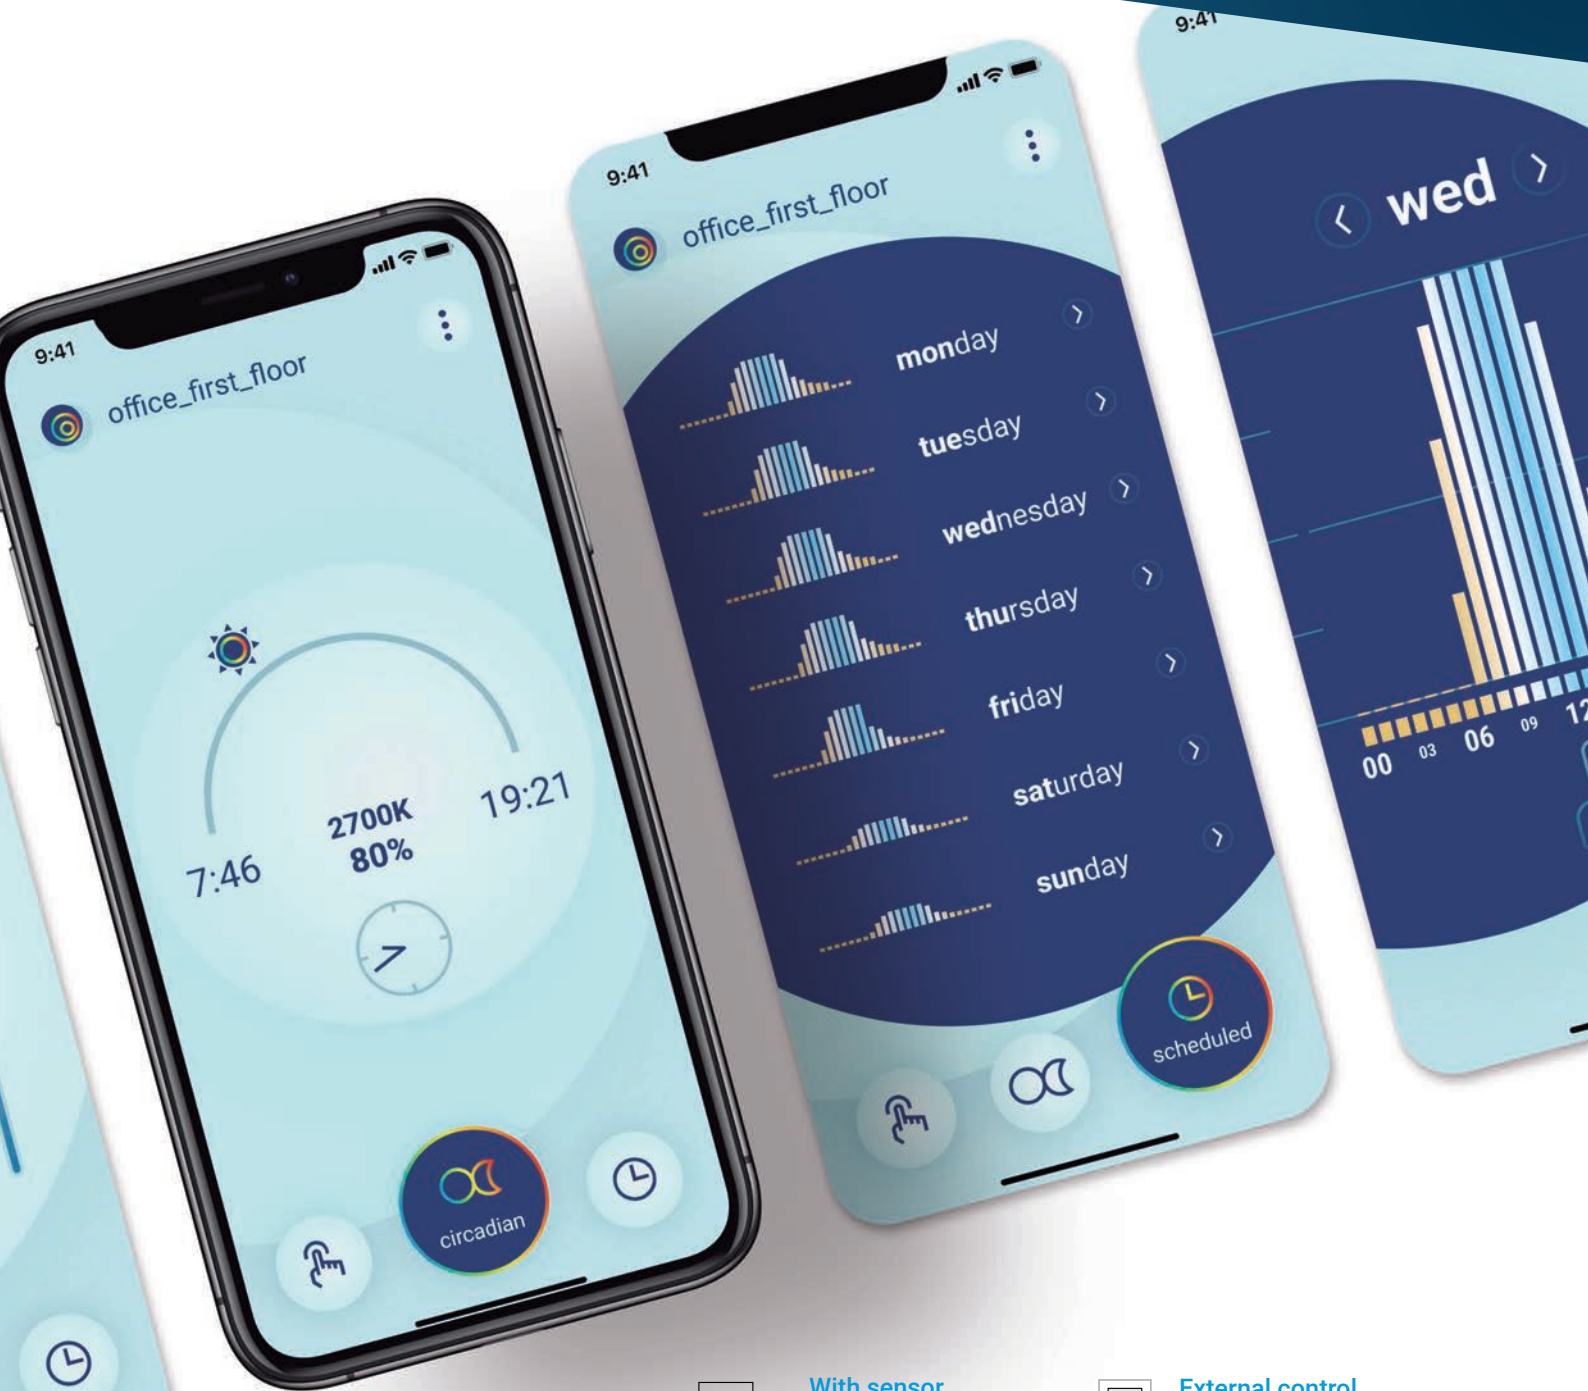 9:41
office_first_floor
2700K
80%
7:46
19:21
circadian
9:41
office_first_floor
monday
tuesday
wednesday
thursday
friday
saturday
sunday
scheduled
9:41
wed
00 03 06 09 12
With sensor
External control